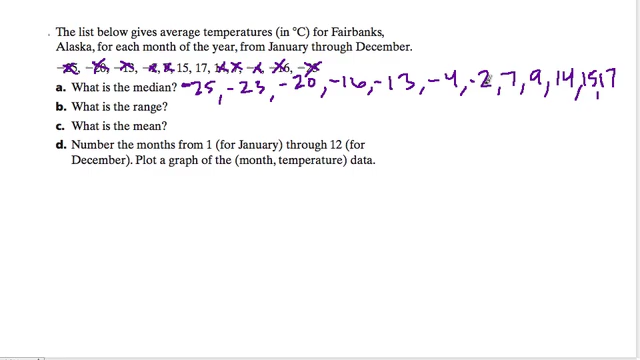 The list below gives average temperatures (in °C) for Fairbanks,
Alaska, for each month of the year, from January through December.
15, 17,
a. What is the median? -25, -23, -20, -16, -13, -4, -2, 7, 9, 14, 15, 17
b. What is the range?
c. What is the mean?
d. Number the months from 1 (for January) through 12 (for
December). Plot a graph of the (month, temperature) data.